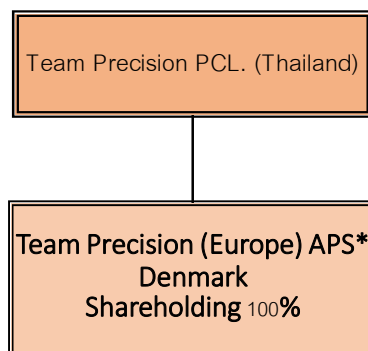 Team Precision PCL. (Thailand)
Team Precision (Europe) APS*
Denmark
Shareholding 100%